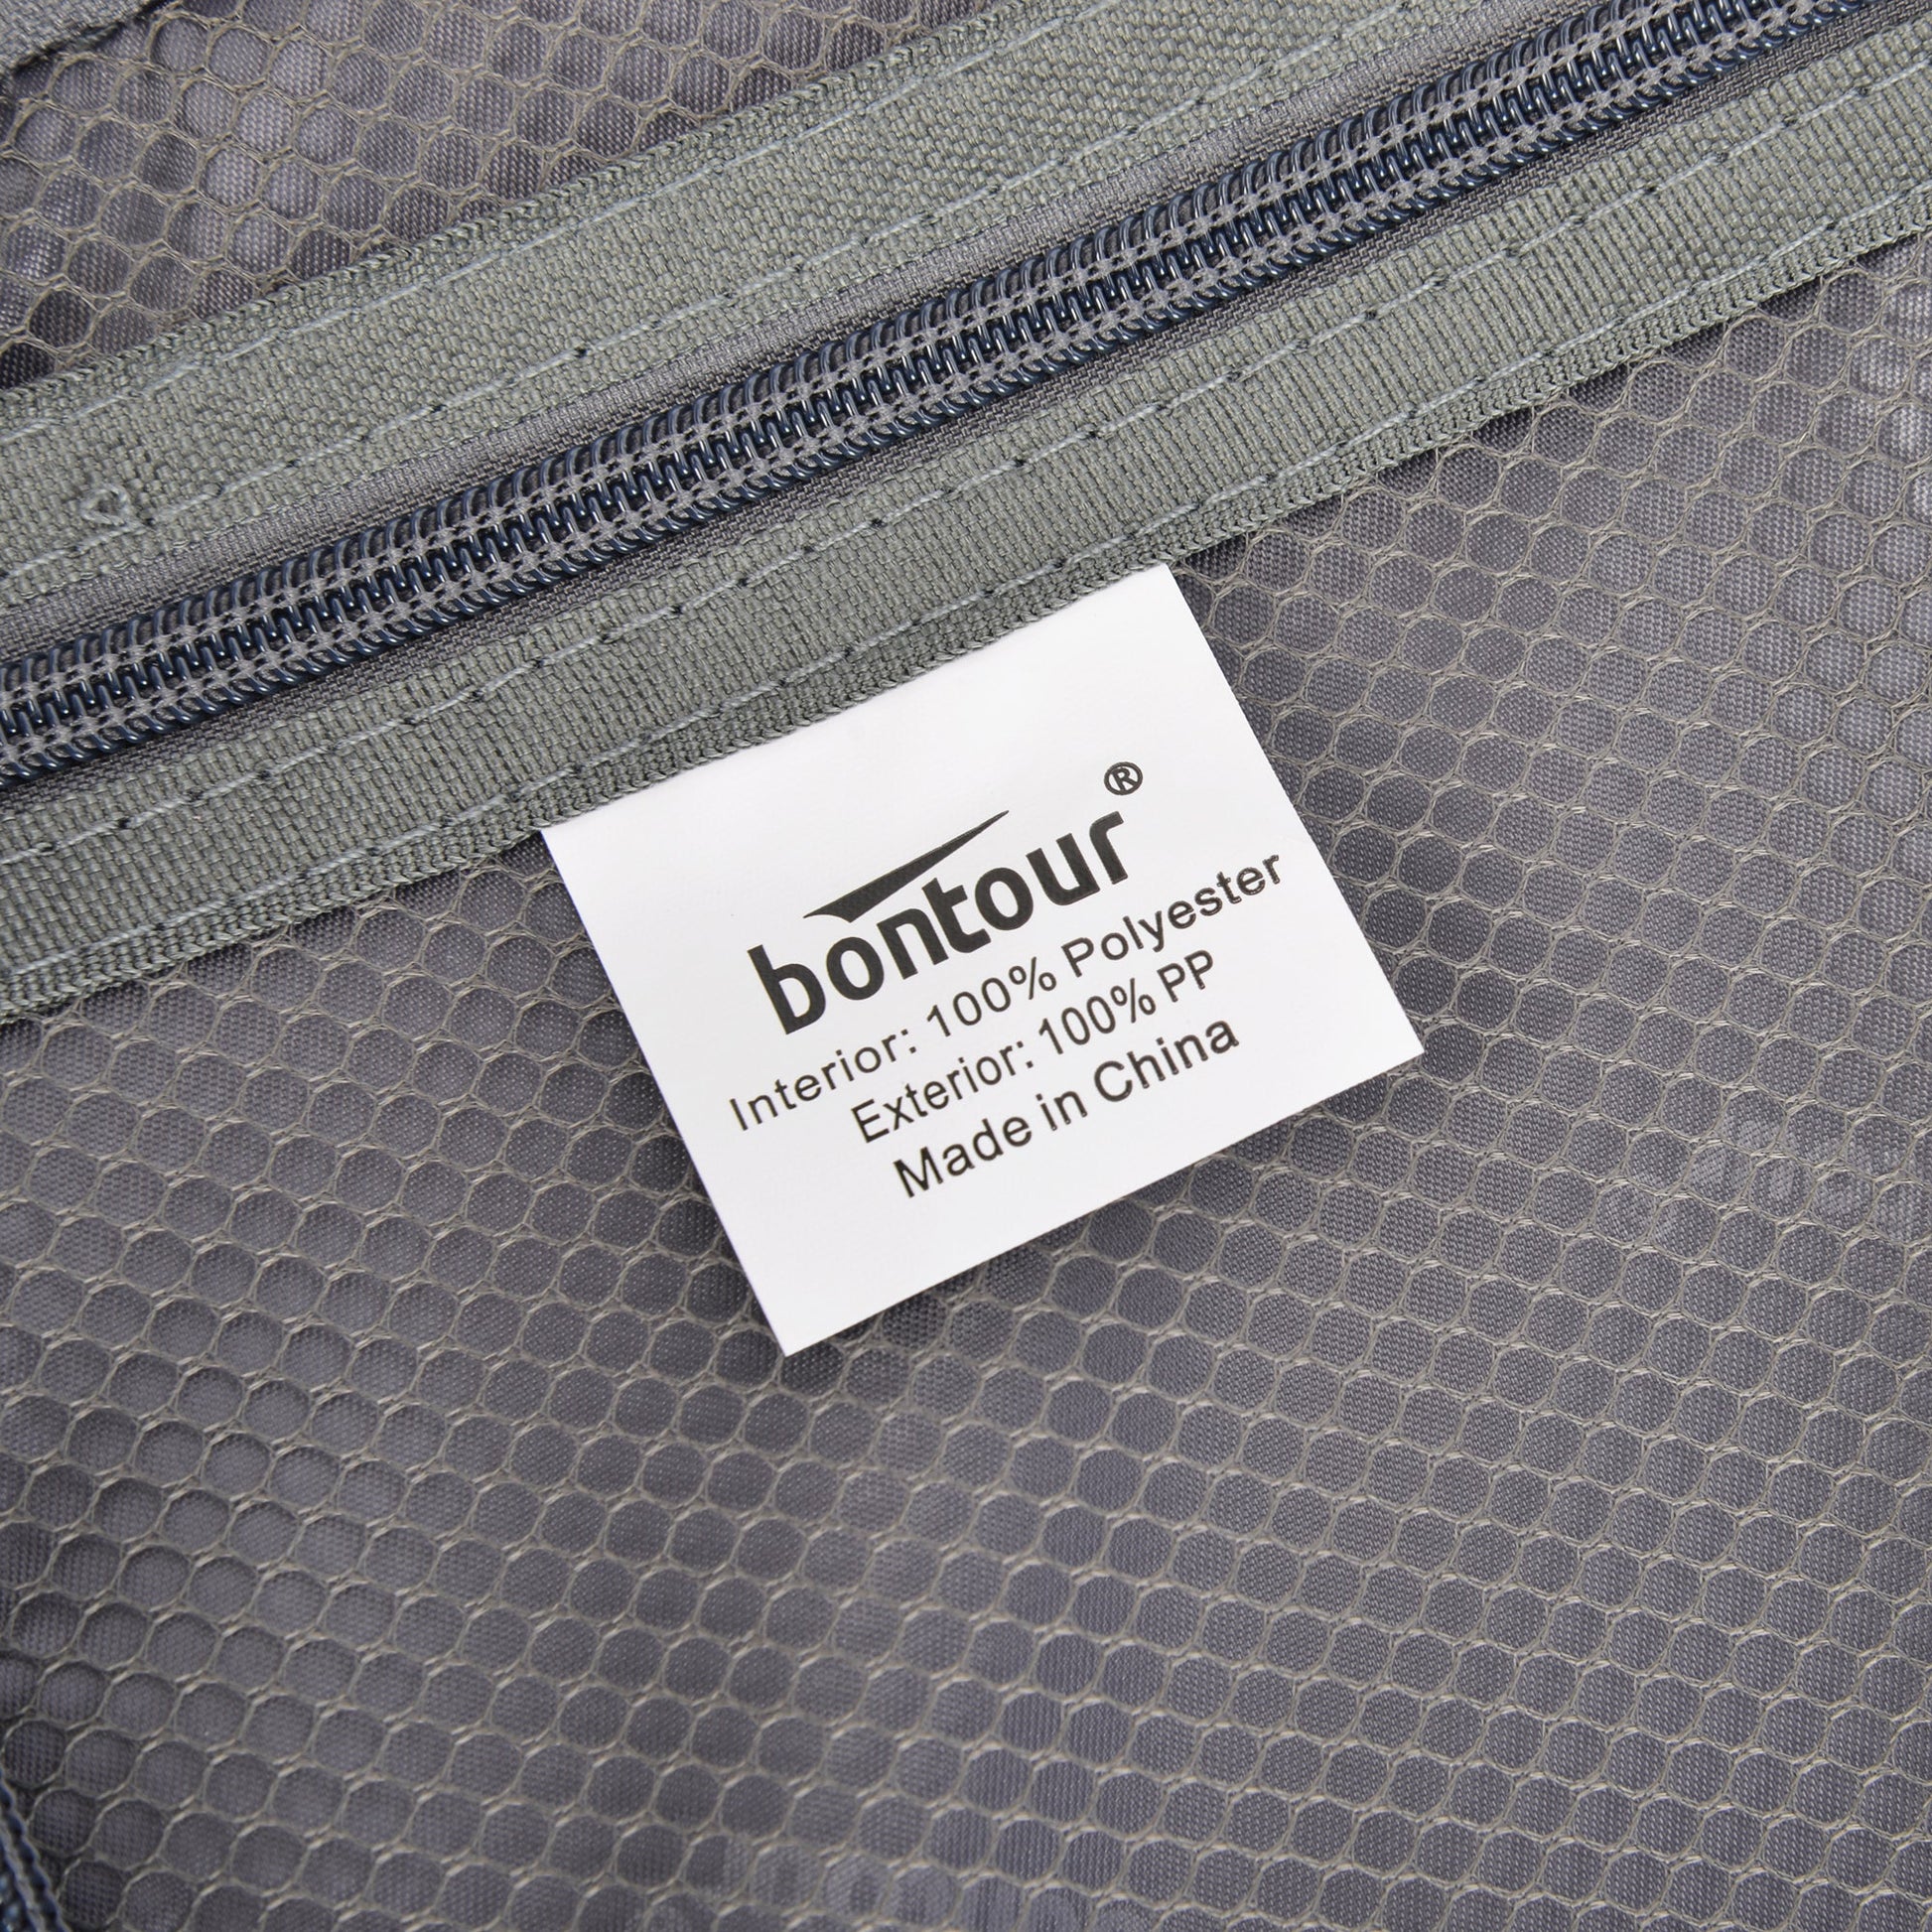 bontour®
Interior: 100% Polyester
Exterior: 100% PP
Made in China